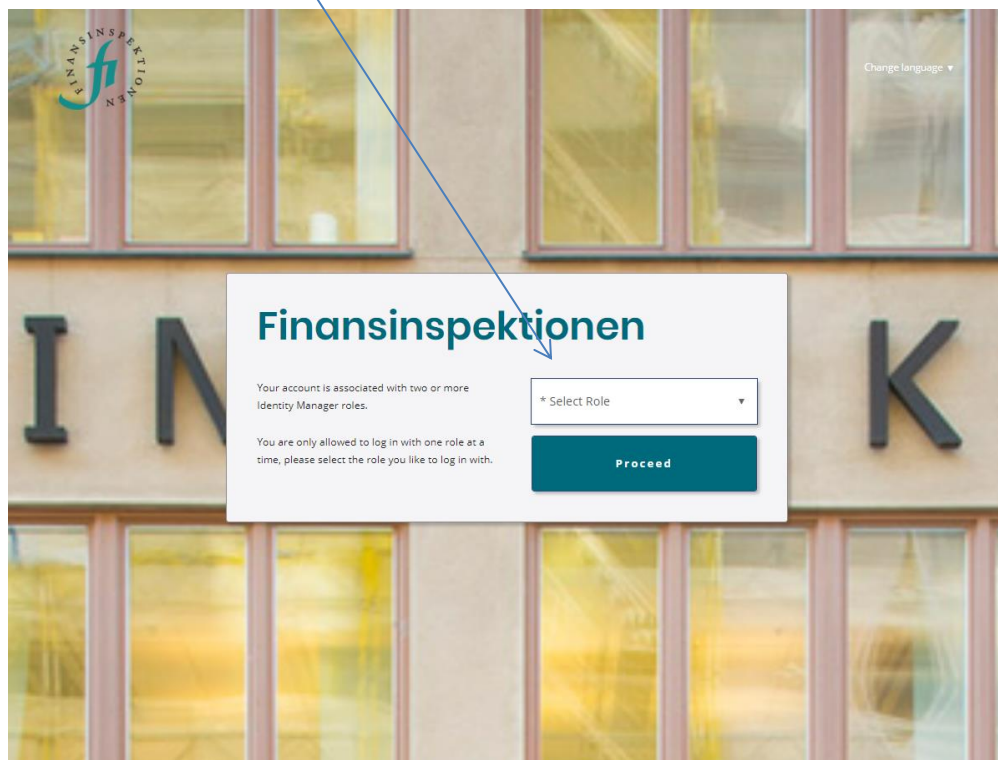 FINANSINSPEKTIONEN
fi
Change language ▼
I N K
Finansinspektionen
Your account is associated with two or more
Identity Manager roles.
You are only allowed to log in with one role at a
time, please select the role you like to log in with.
* Select Role ▼
Proceed